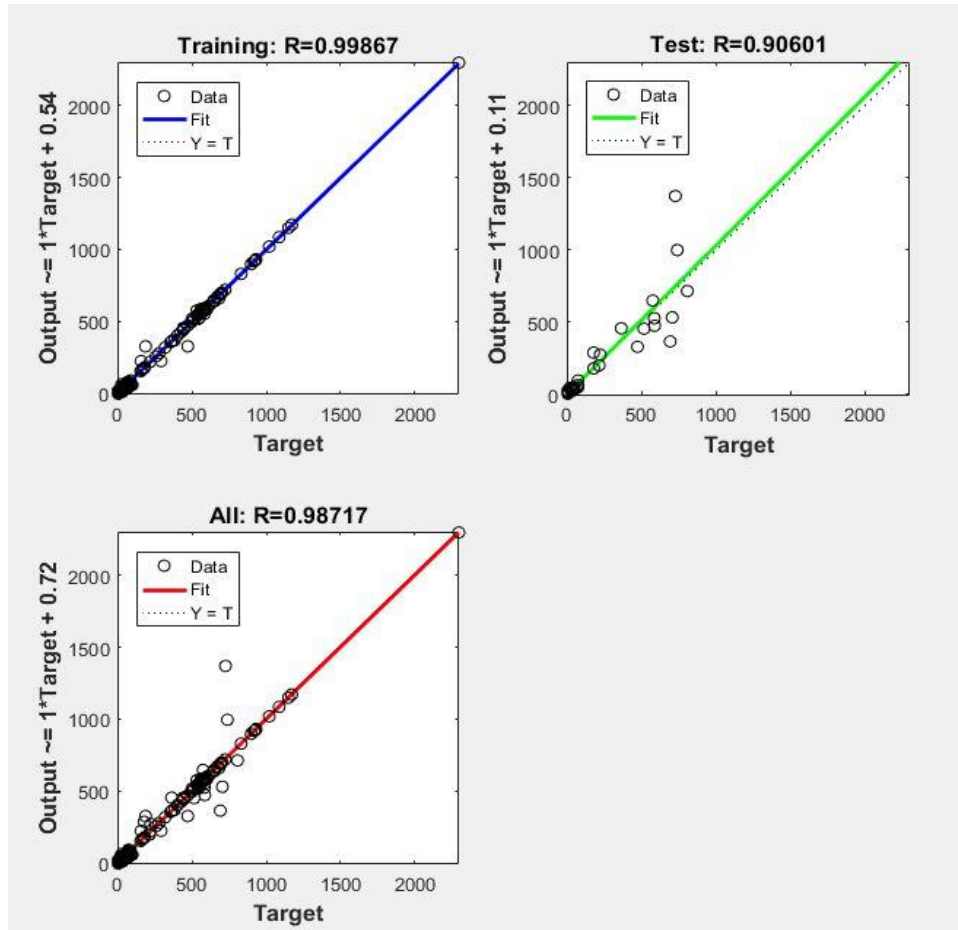 Training: R=0.99867
Output ~= 1*Target + 0.54
2000
1500
1000
500
0
Data
Fit
Y = T
0 500 1000 1500 2000
Target
Test: R=0.90601
Output ~= 1*Target + 0.11
2000
1500
1000
500
0
Data
Fit
Y = T
0 500 1000 1500 2000
Target
All: R=0.98717
Output ~= 1*Target + 0.72
2000
1500
1000
500
0
Data
Fit
Y = T
0 500 1000 1500 2000
Target